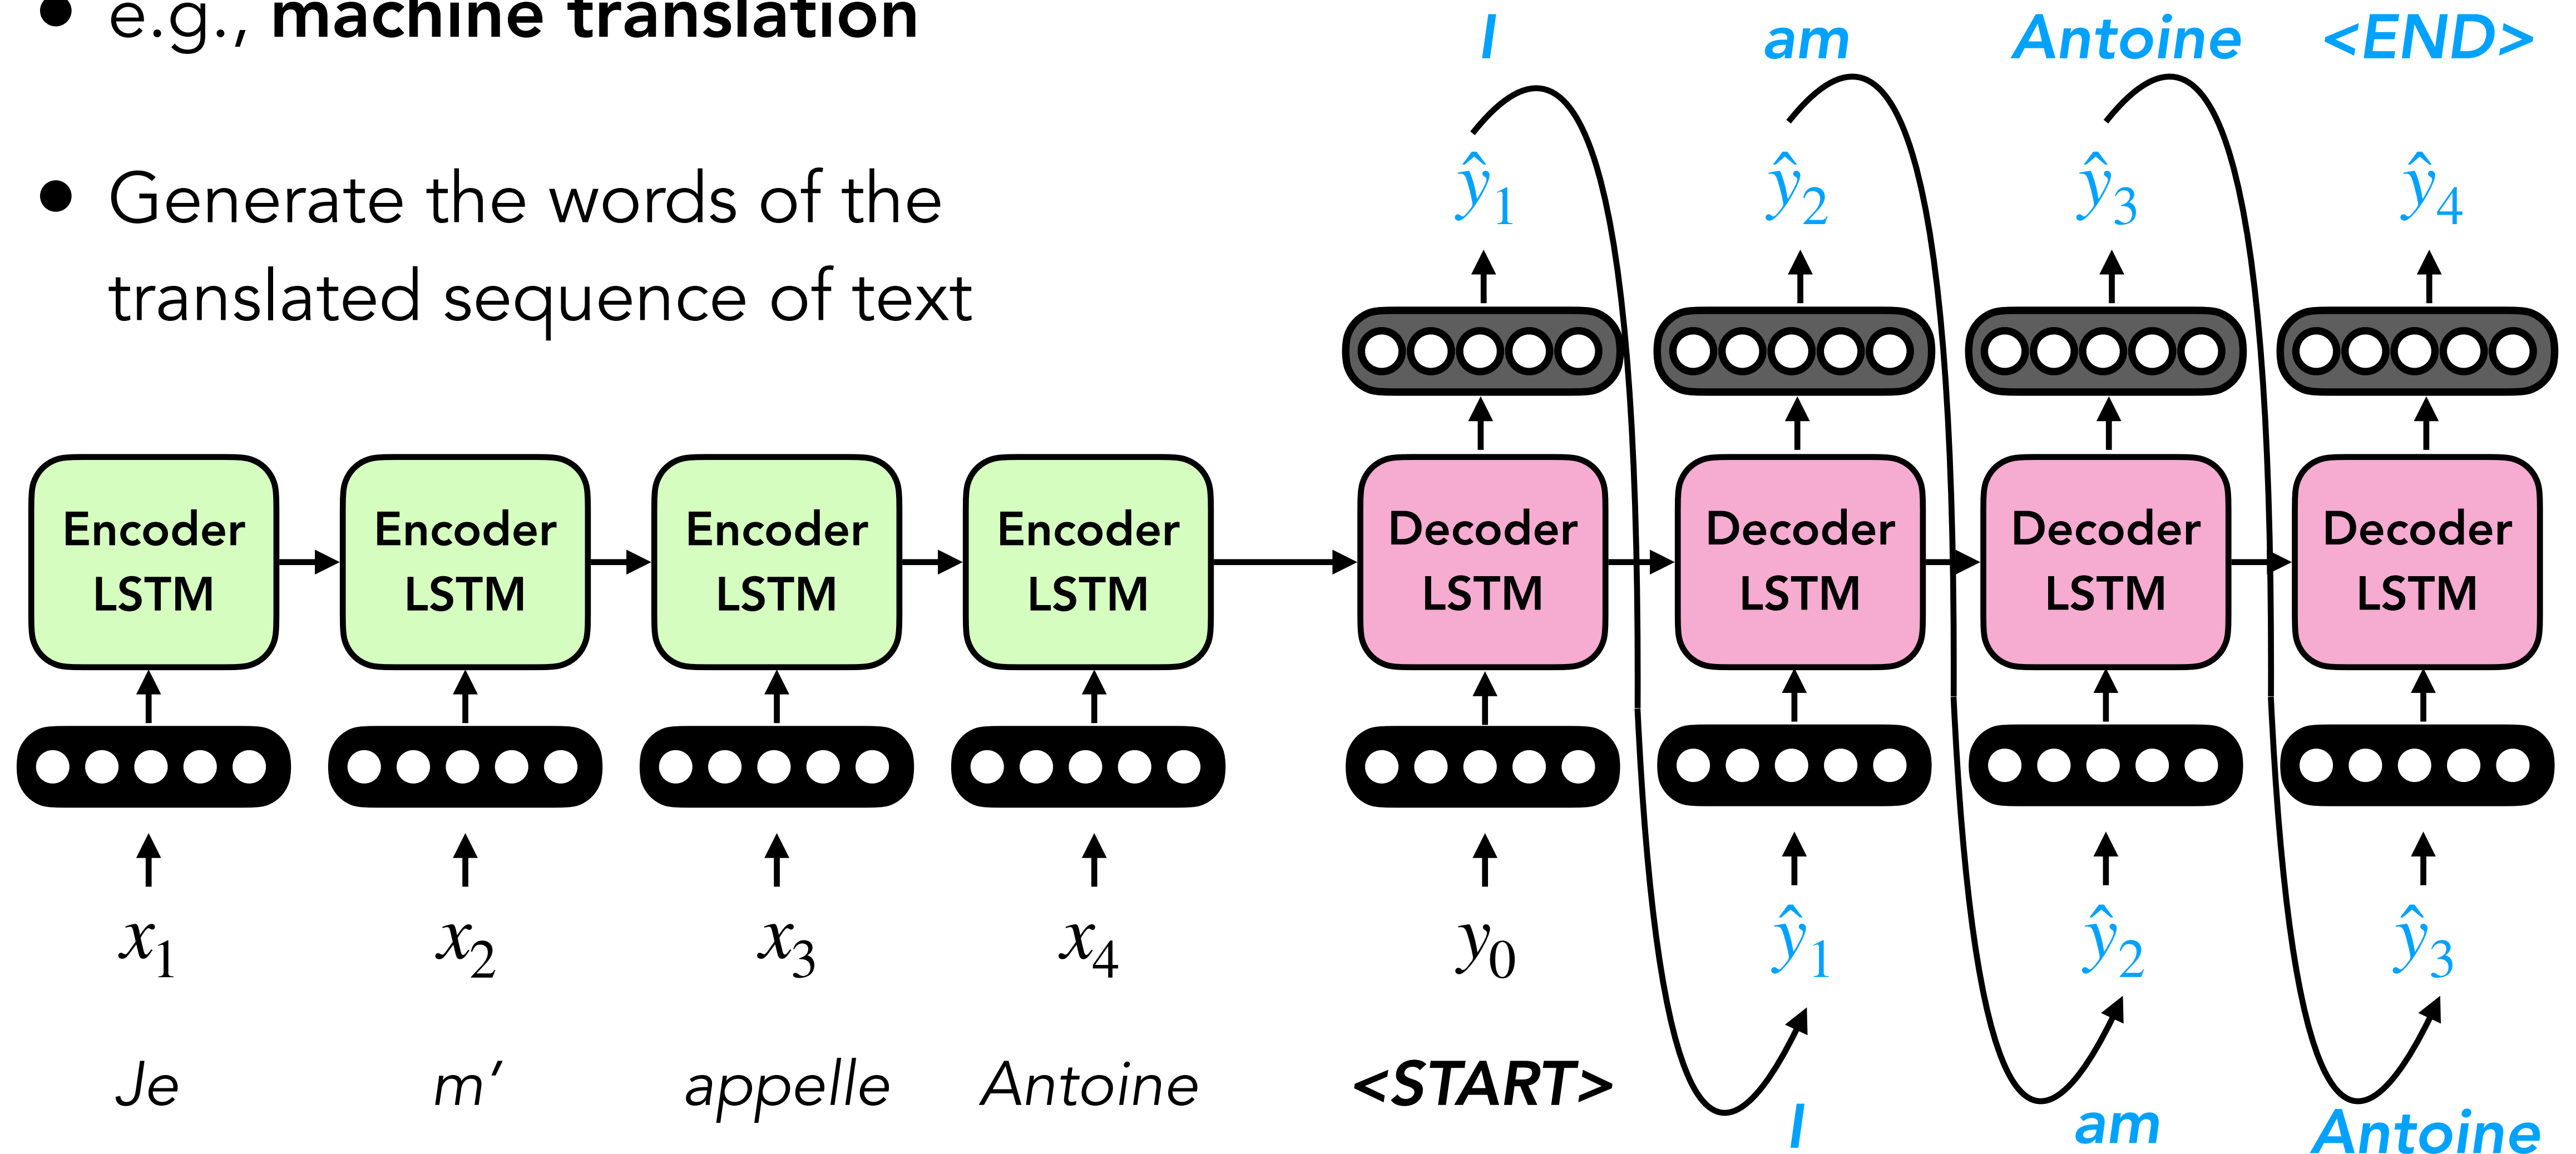 • e.g., machine translation
• Generate the words of the
translated sequence of text
I am Antoine <END>
ŷ₁ ŷ₂ ŷ₃ ŷ₄
Encoder LSTM
Encoder LSTM
Encoder LSTM
Encoder LSTM
Decoder LSTM
Decoder LSTM
Decoder LSTM
Decoder LSTM
x₁ x₂ x₃ x₄ y₀ ŷ₁ ŷ₂ ŷ₃
Je m’ appelle Antoine <START> I am Antoine